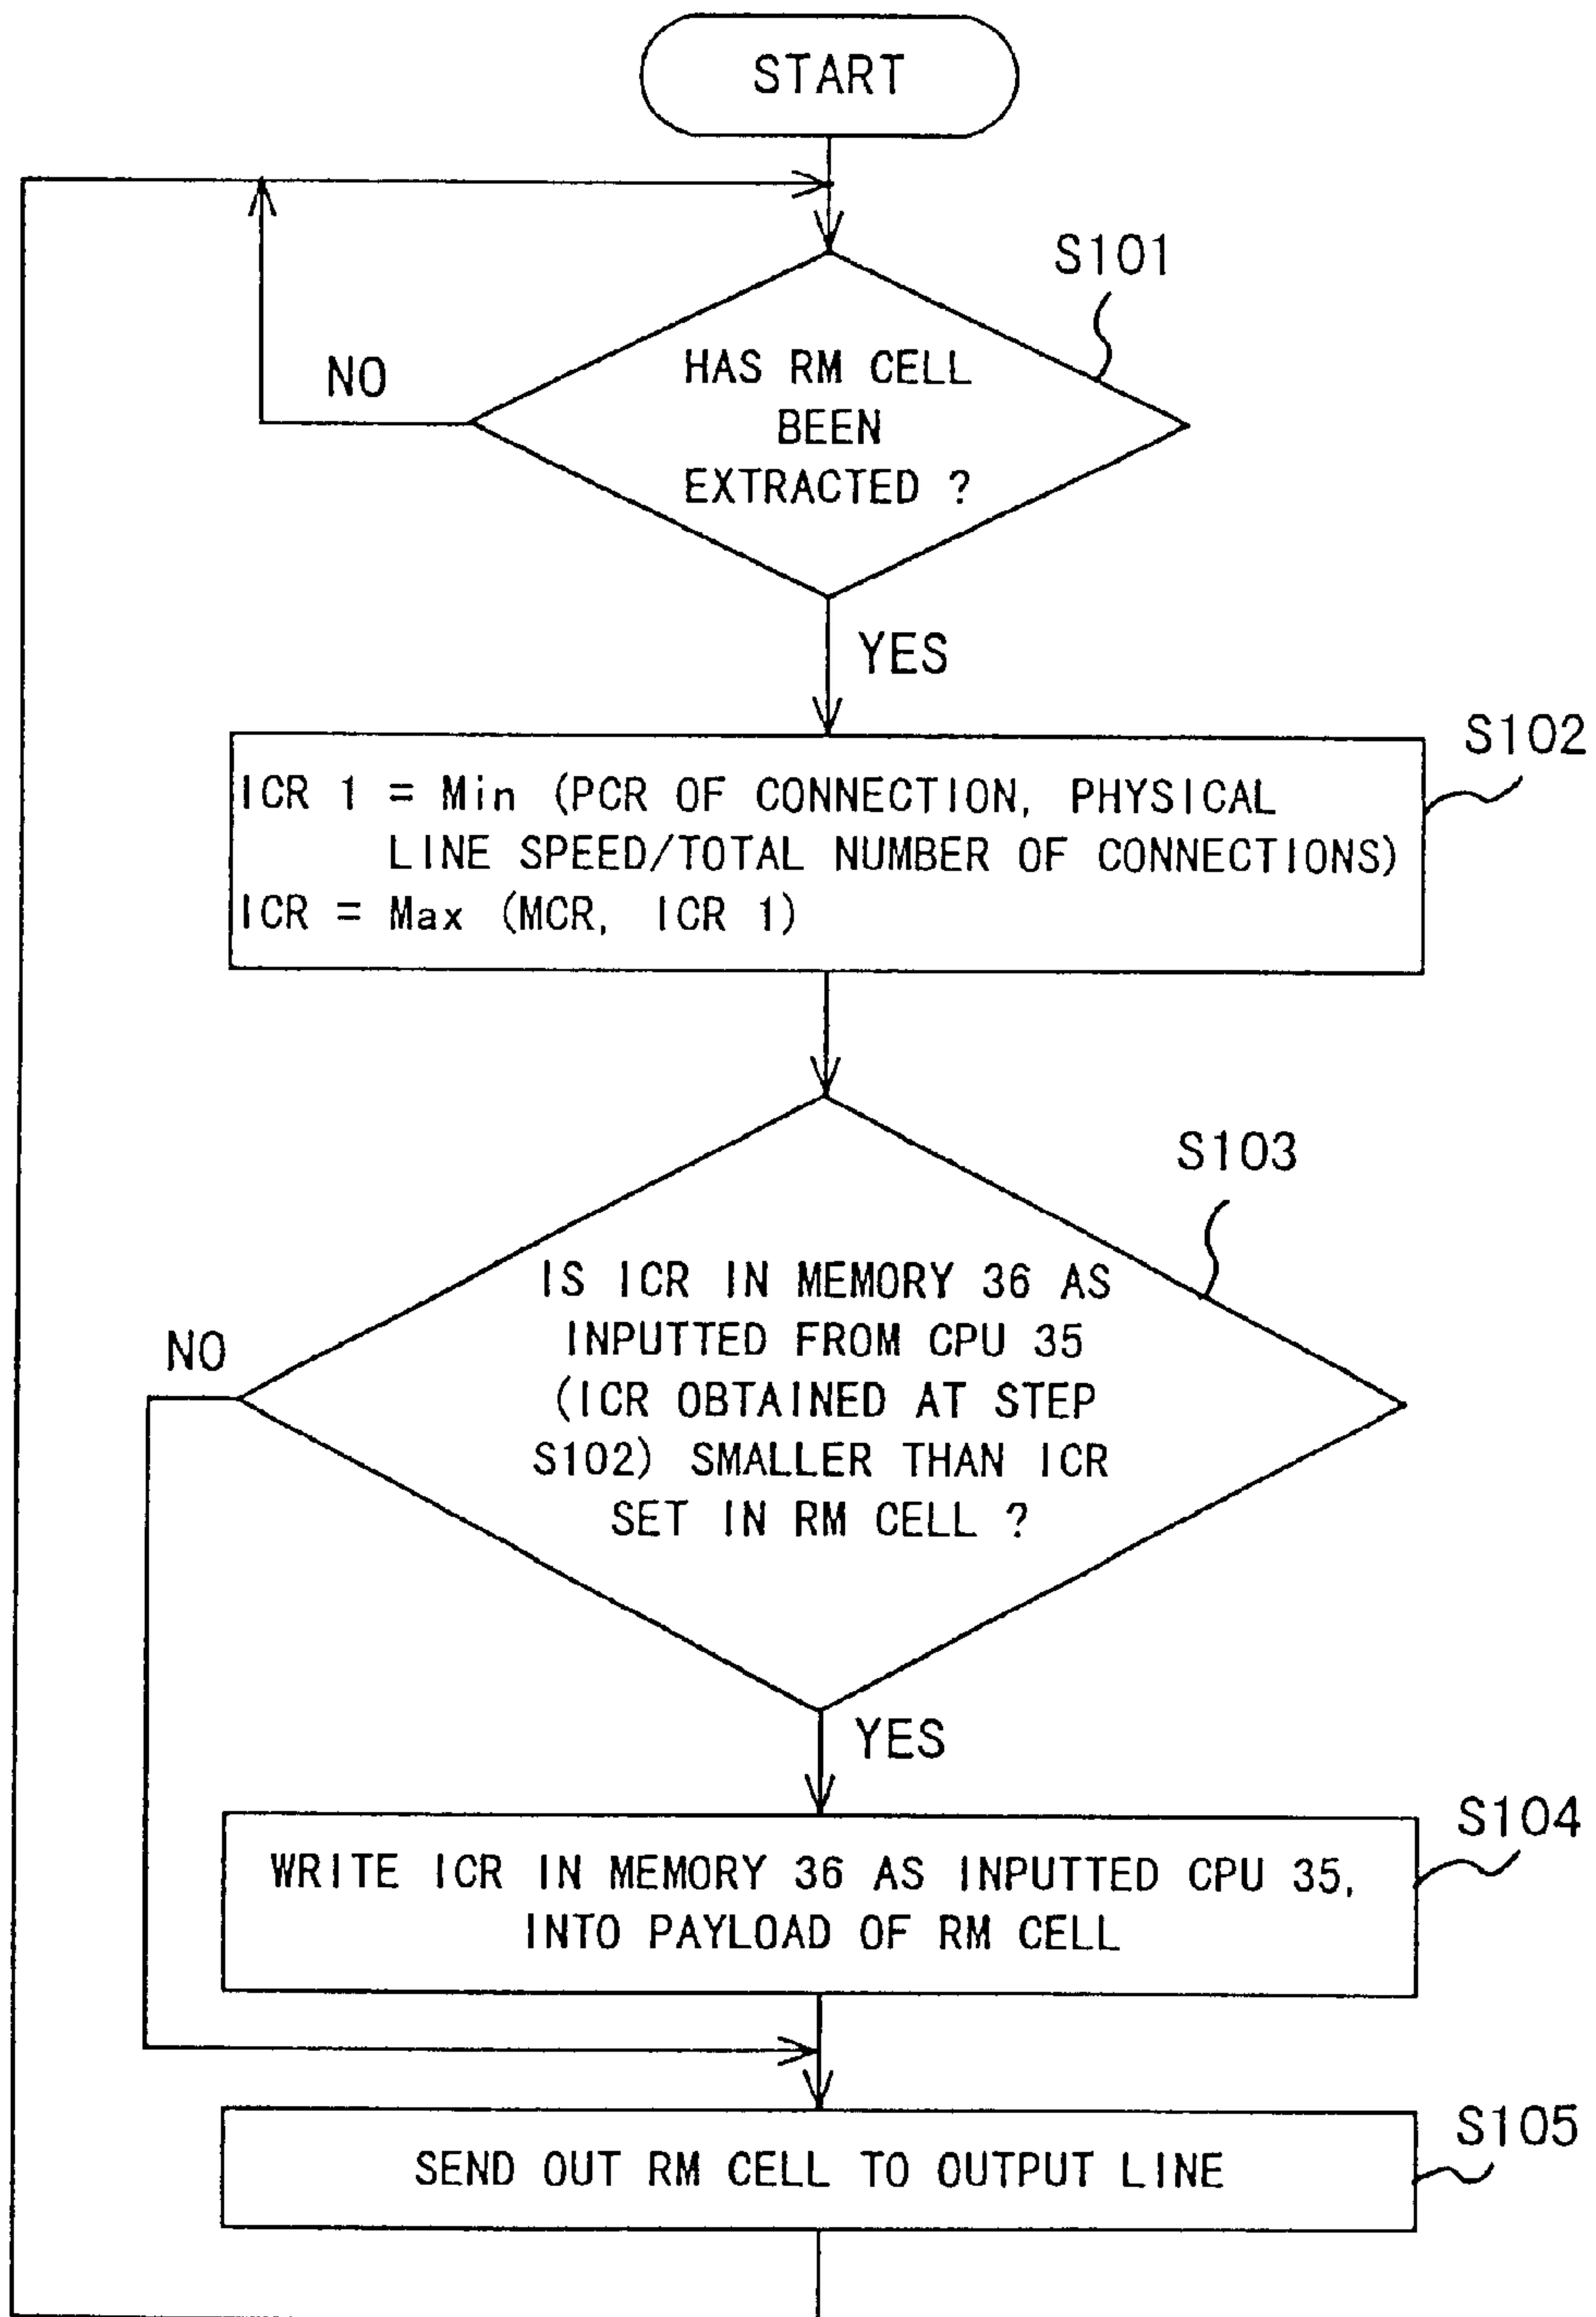 START
S101
HAS RM CELL
BEEN
EXTRACTED ?
NO
YES
S102
ICR 1 = Min (PCR OF CONNECTION, PHYSICAL
LINE SPEED/TOTAL NUMBER OF CONNECTIONS)
ICR = Max (MCR, ICR 1)
S103
IS ICR IN MEMORY 36 AS
INPUTTED FROM CPU 35
(ICR OBTAINED AT STEP
S102) SMALLER THAN ICR
SET IN RM CELL ?
NO
YES
S104
WRITE ICR IN MEMORY 36 AS INPUTTED CPU 35,
INTO PAYLOAD OF RM CELL
S105
SEND OUT RM CELL TO OUTPUT LINE